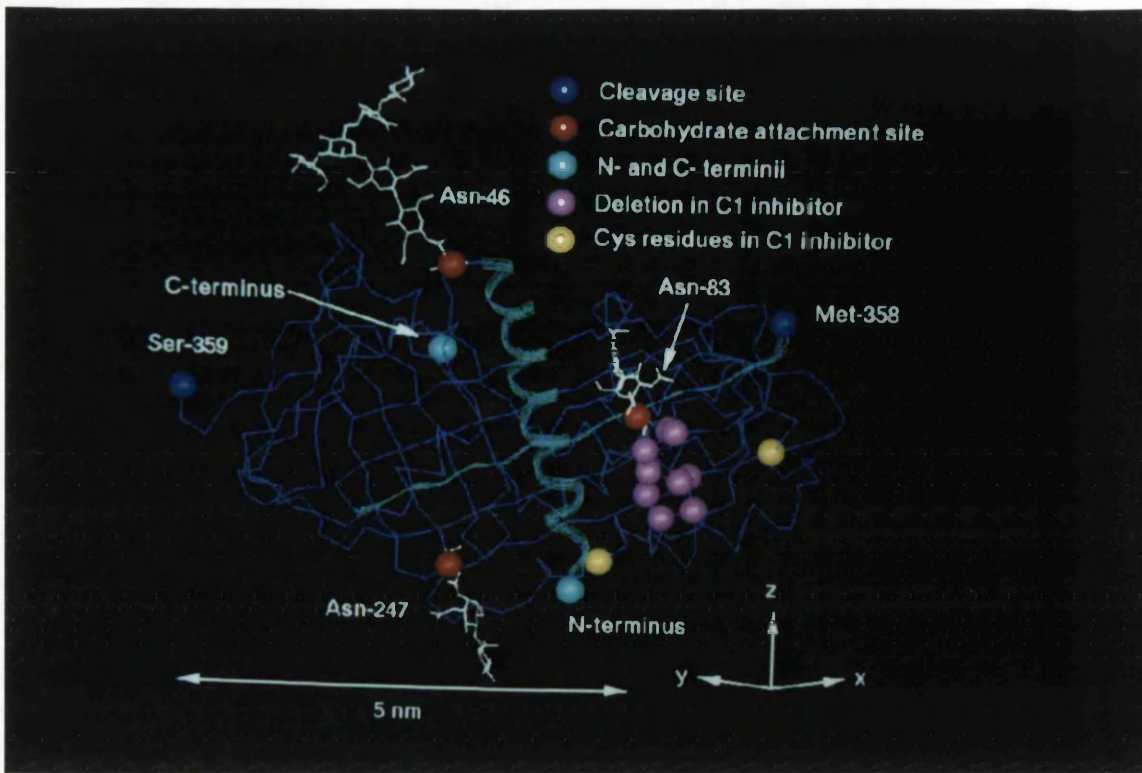 Cleavage site
Carbohydrate attachment site
N- and C- terminii
Deletion in C1 inhibitor
Cys residues in C1 inhibitor
Asn-46
Asn-83
C-terminus
Met-358
Ser-359
Asn-247
N-terminus
z
y
x
5 nm